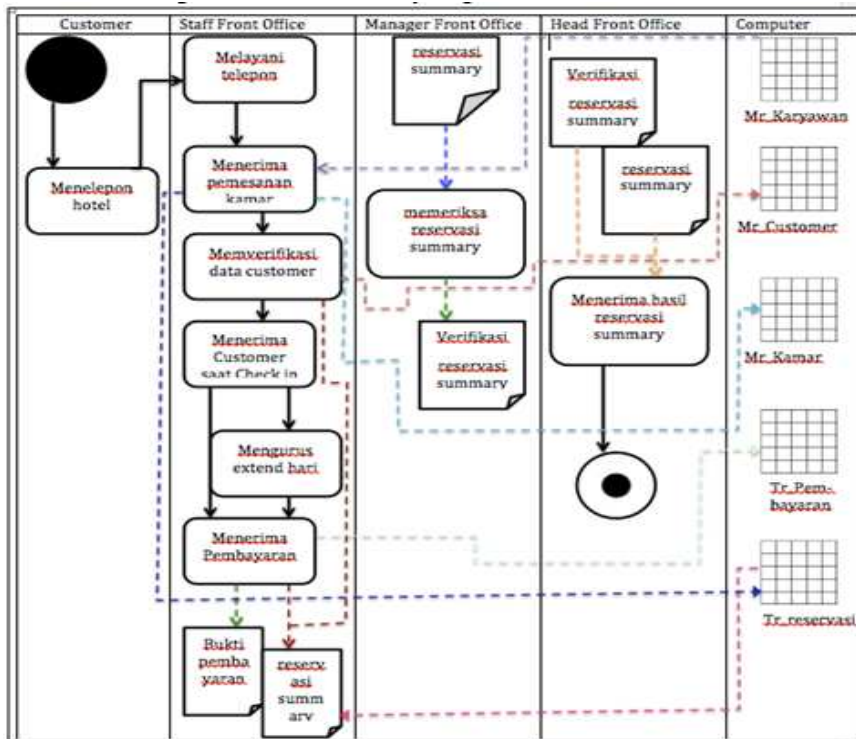 Customer
Staff Front Office
Manager Front Office
Head Front Office
Computer
Menelepon
hotel
Melayani
telepon
Menerima
pemesanan
kamar
Memverifikasi
data customer
Menerima
Customer
saat Check in
Mengurus
extend hari
Menerima
Pembayaran
Bukti
pemba
yaran
reserv
asi
summ
ary
reservasi
summary
memeriksa
reservasi
summary
Verifikasi
reservasi
summary
Verifikasi
reservasi
summary
reservasi
summary
Menerima hasil
reservasi
summary
Mr_Karyawan
Mr_Customer
Mr_Kamar
Tr_Pem-
bayaran
Tr_reservasi